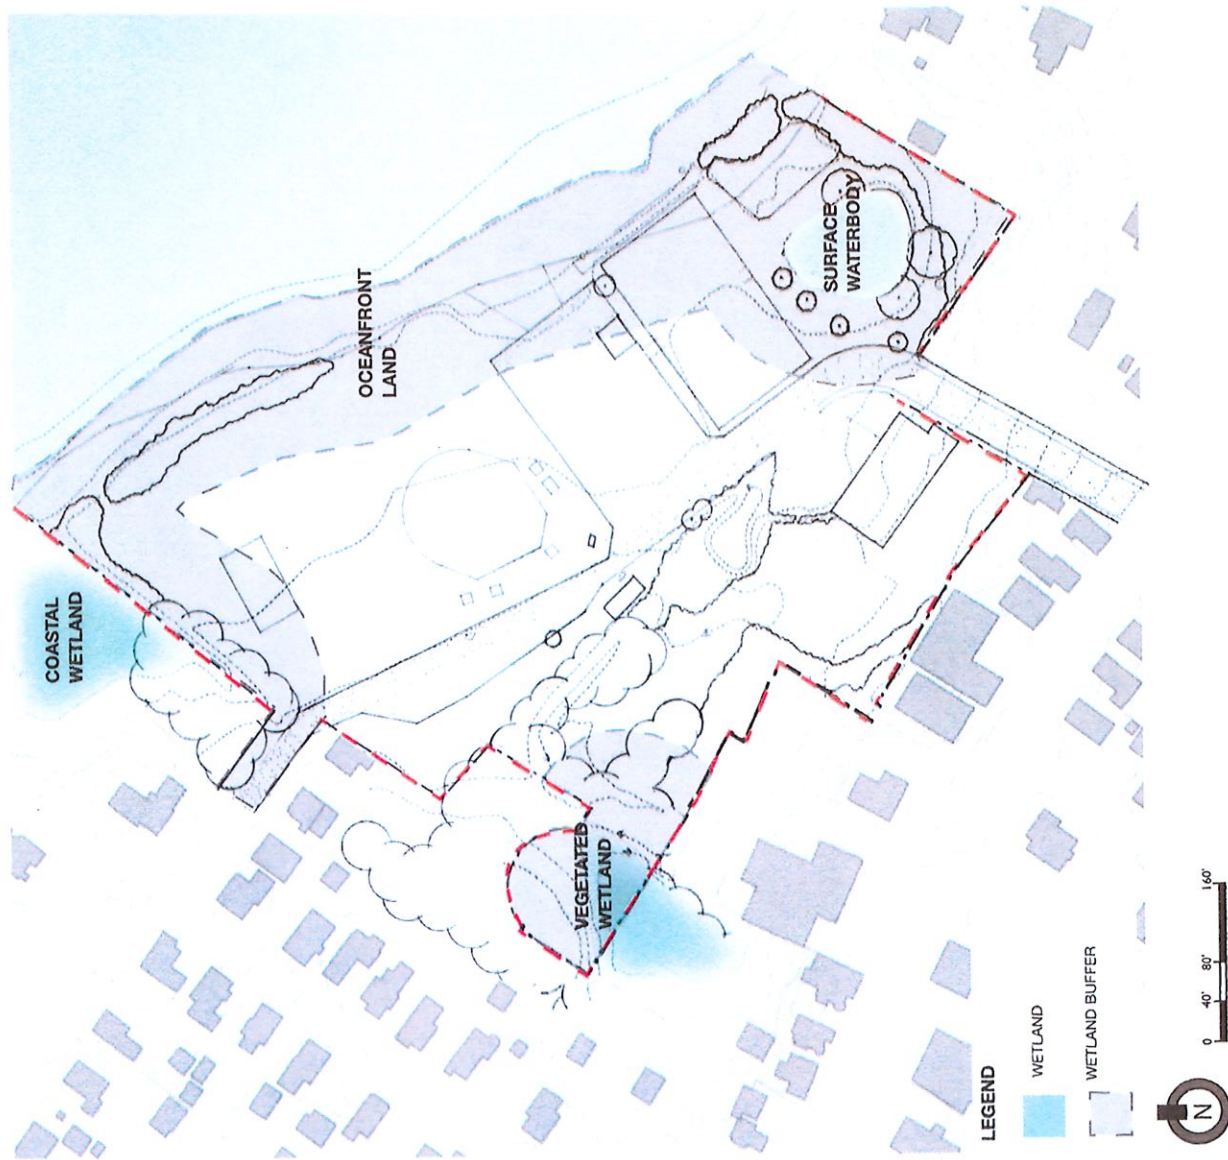 COASTAL
WETLAND
OCEANFRONT
LAND
SURFACE
WATERBODY
VEGETATED
WETLAND
LEGEND
WETLAND
WETLAND BUFFER
N
0 40' 80' 160'